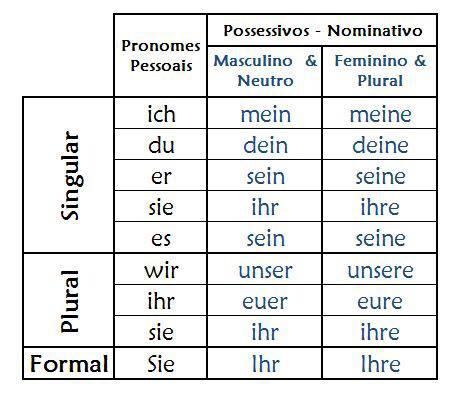 Pronomes Pessoais
Possessivos - Nominativo
Masculino & Neutro
Feminino & Plural
Singular
ich mein meine
du dein deine
er sein seine
sie ihr ihre
es sein seine
Plural
wir unser unsere
ihr euer eure
sie ihr ihre
Formal Sie Ihr Ihre